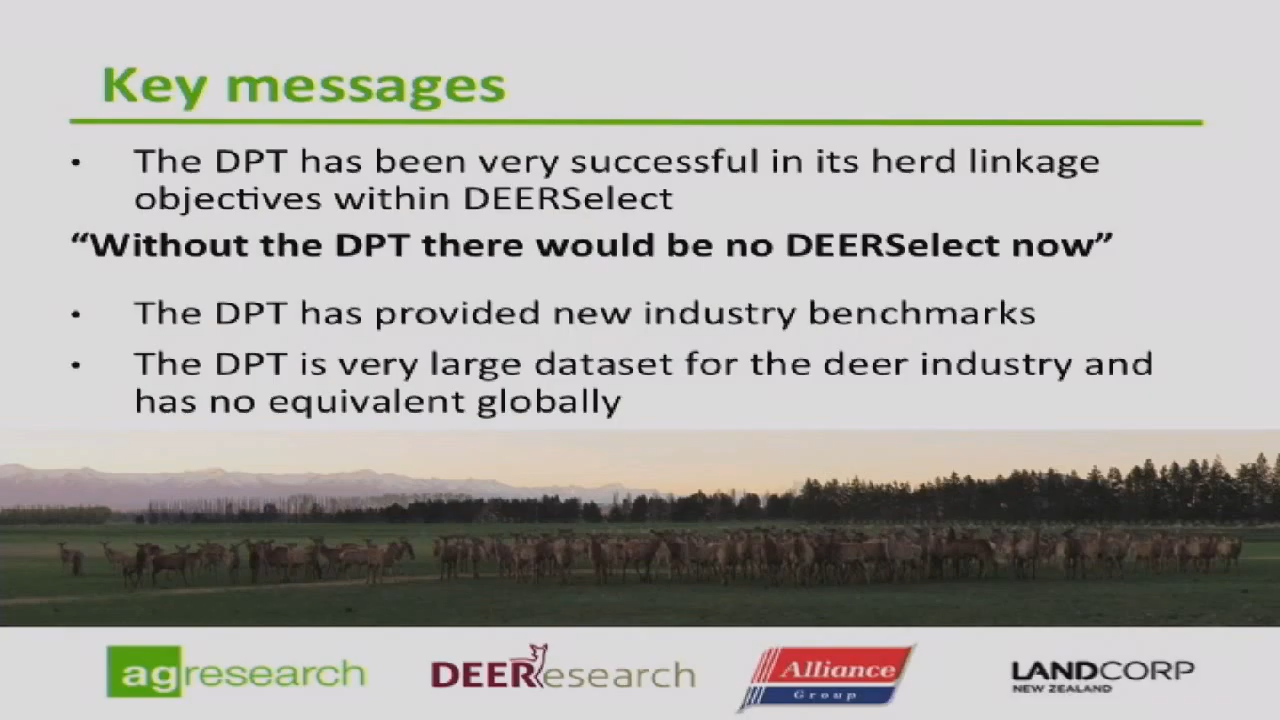 Key messages
• The DPT has been very successful in its herd linkage
objectives within DEERSelect
“Without the DPT there would be no DEERSelect now”
• The DPT has provided new industry benchmarks
• The DPT is very large dataset for the deer industry and
has no equivalent globally
agresearch
DEEResearch
Alliance
Group
LANDCORP
NEW ZEALAND